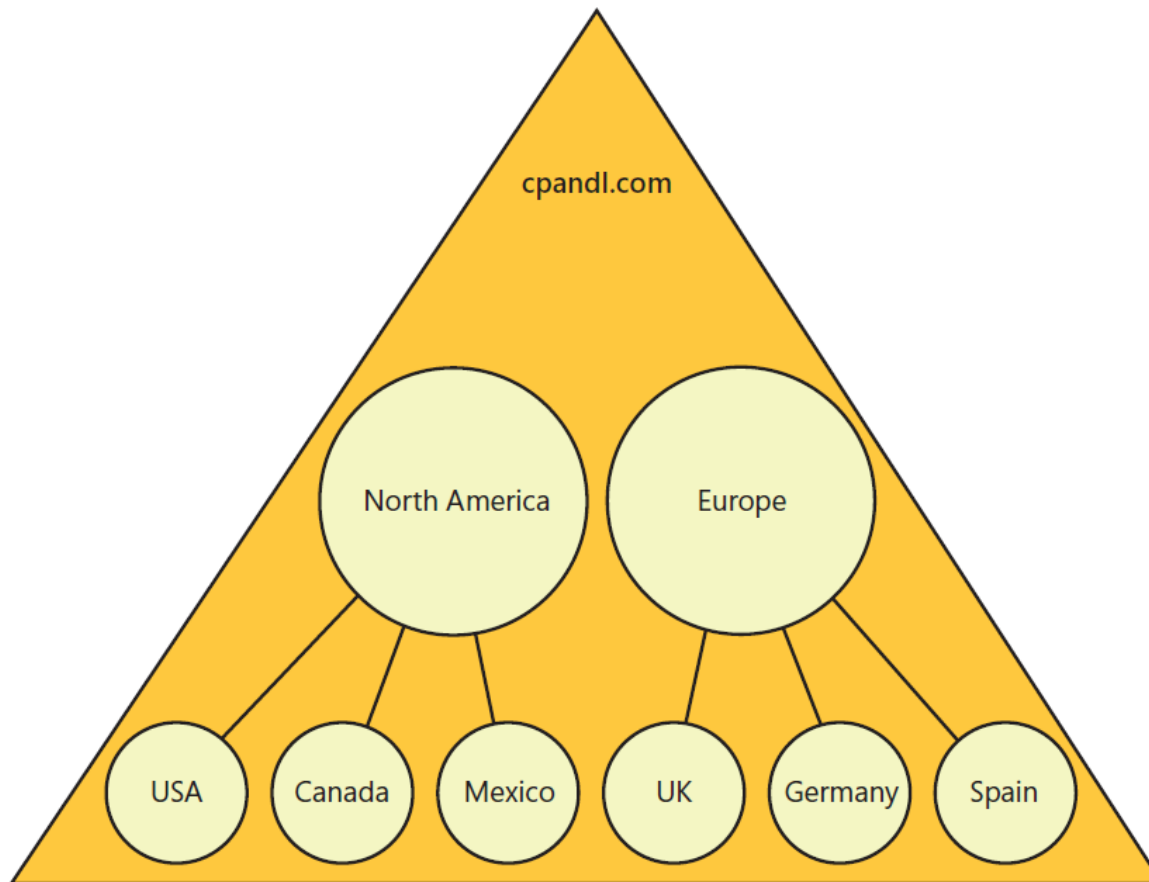 cpandl.com
North America
Europe
USA
Canada
Mexico
UK
Germany
Spain